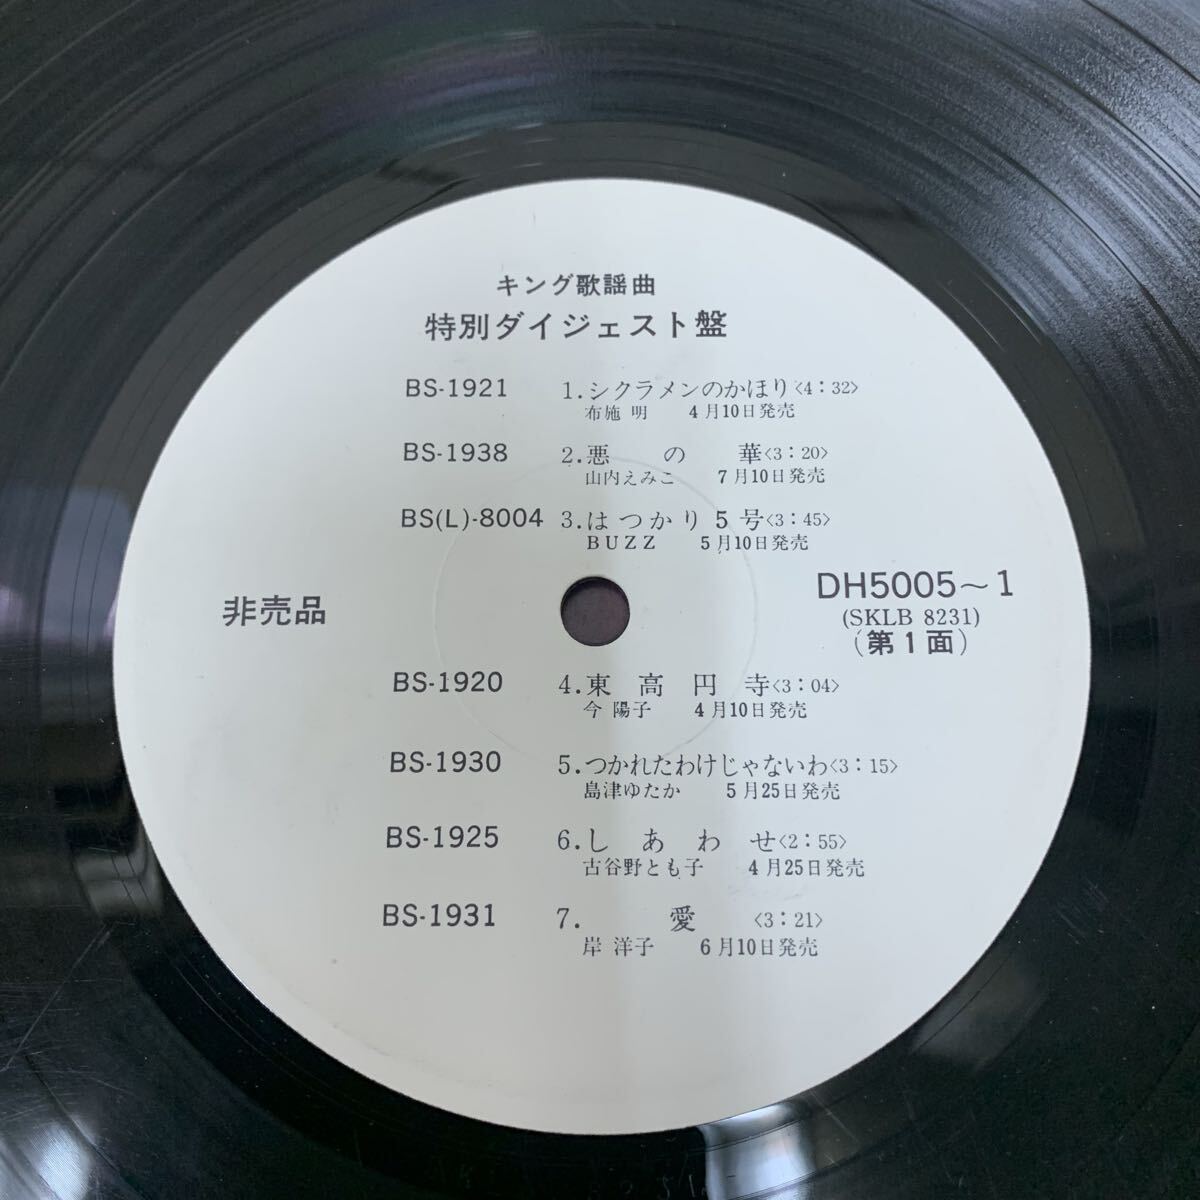 キング歌謡曲
特別ダイジェスト盤
BS-1921 1.シクラメンのかほり<4:32>
布施 明 4月10日発売
BS-1938 2.悪の華<3:20>
山内えみこ 7月10日発売
BS(L)-8004 3.はつかり5号<3:45>
BUZZ 5月10日発売
非売品
DH5005~1
(SKLB 8231)
(第1面)
BS-1920 4.東高円寺<3:04>
今 陽子 4月10日発売
BS-1930 5.つかれたわけじゃないわ<3:15>
島津ゆたか 5月25日発売
BS-1925 6.しあわせ<2:55>
古谷野とも子 4月25日発売
BS-1931 7.愛<3:21>
岸 洋子 6月10日発売